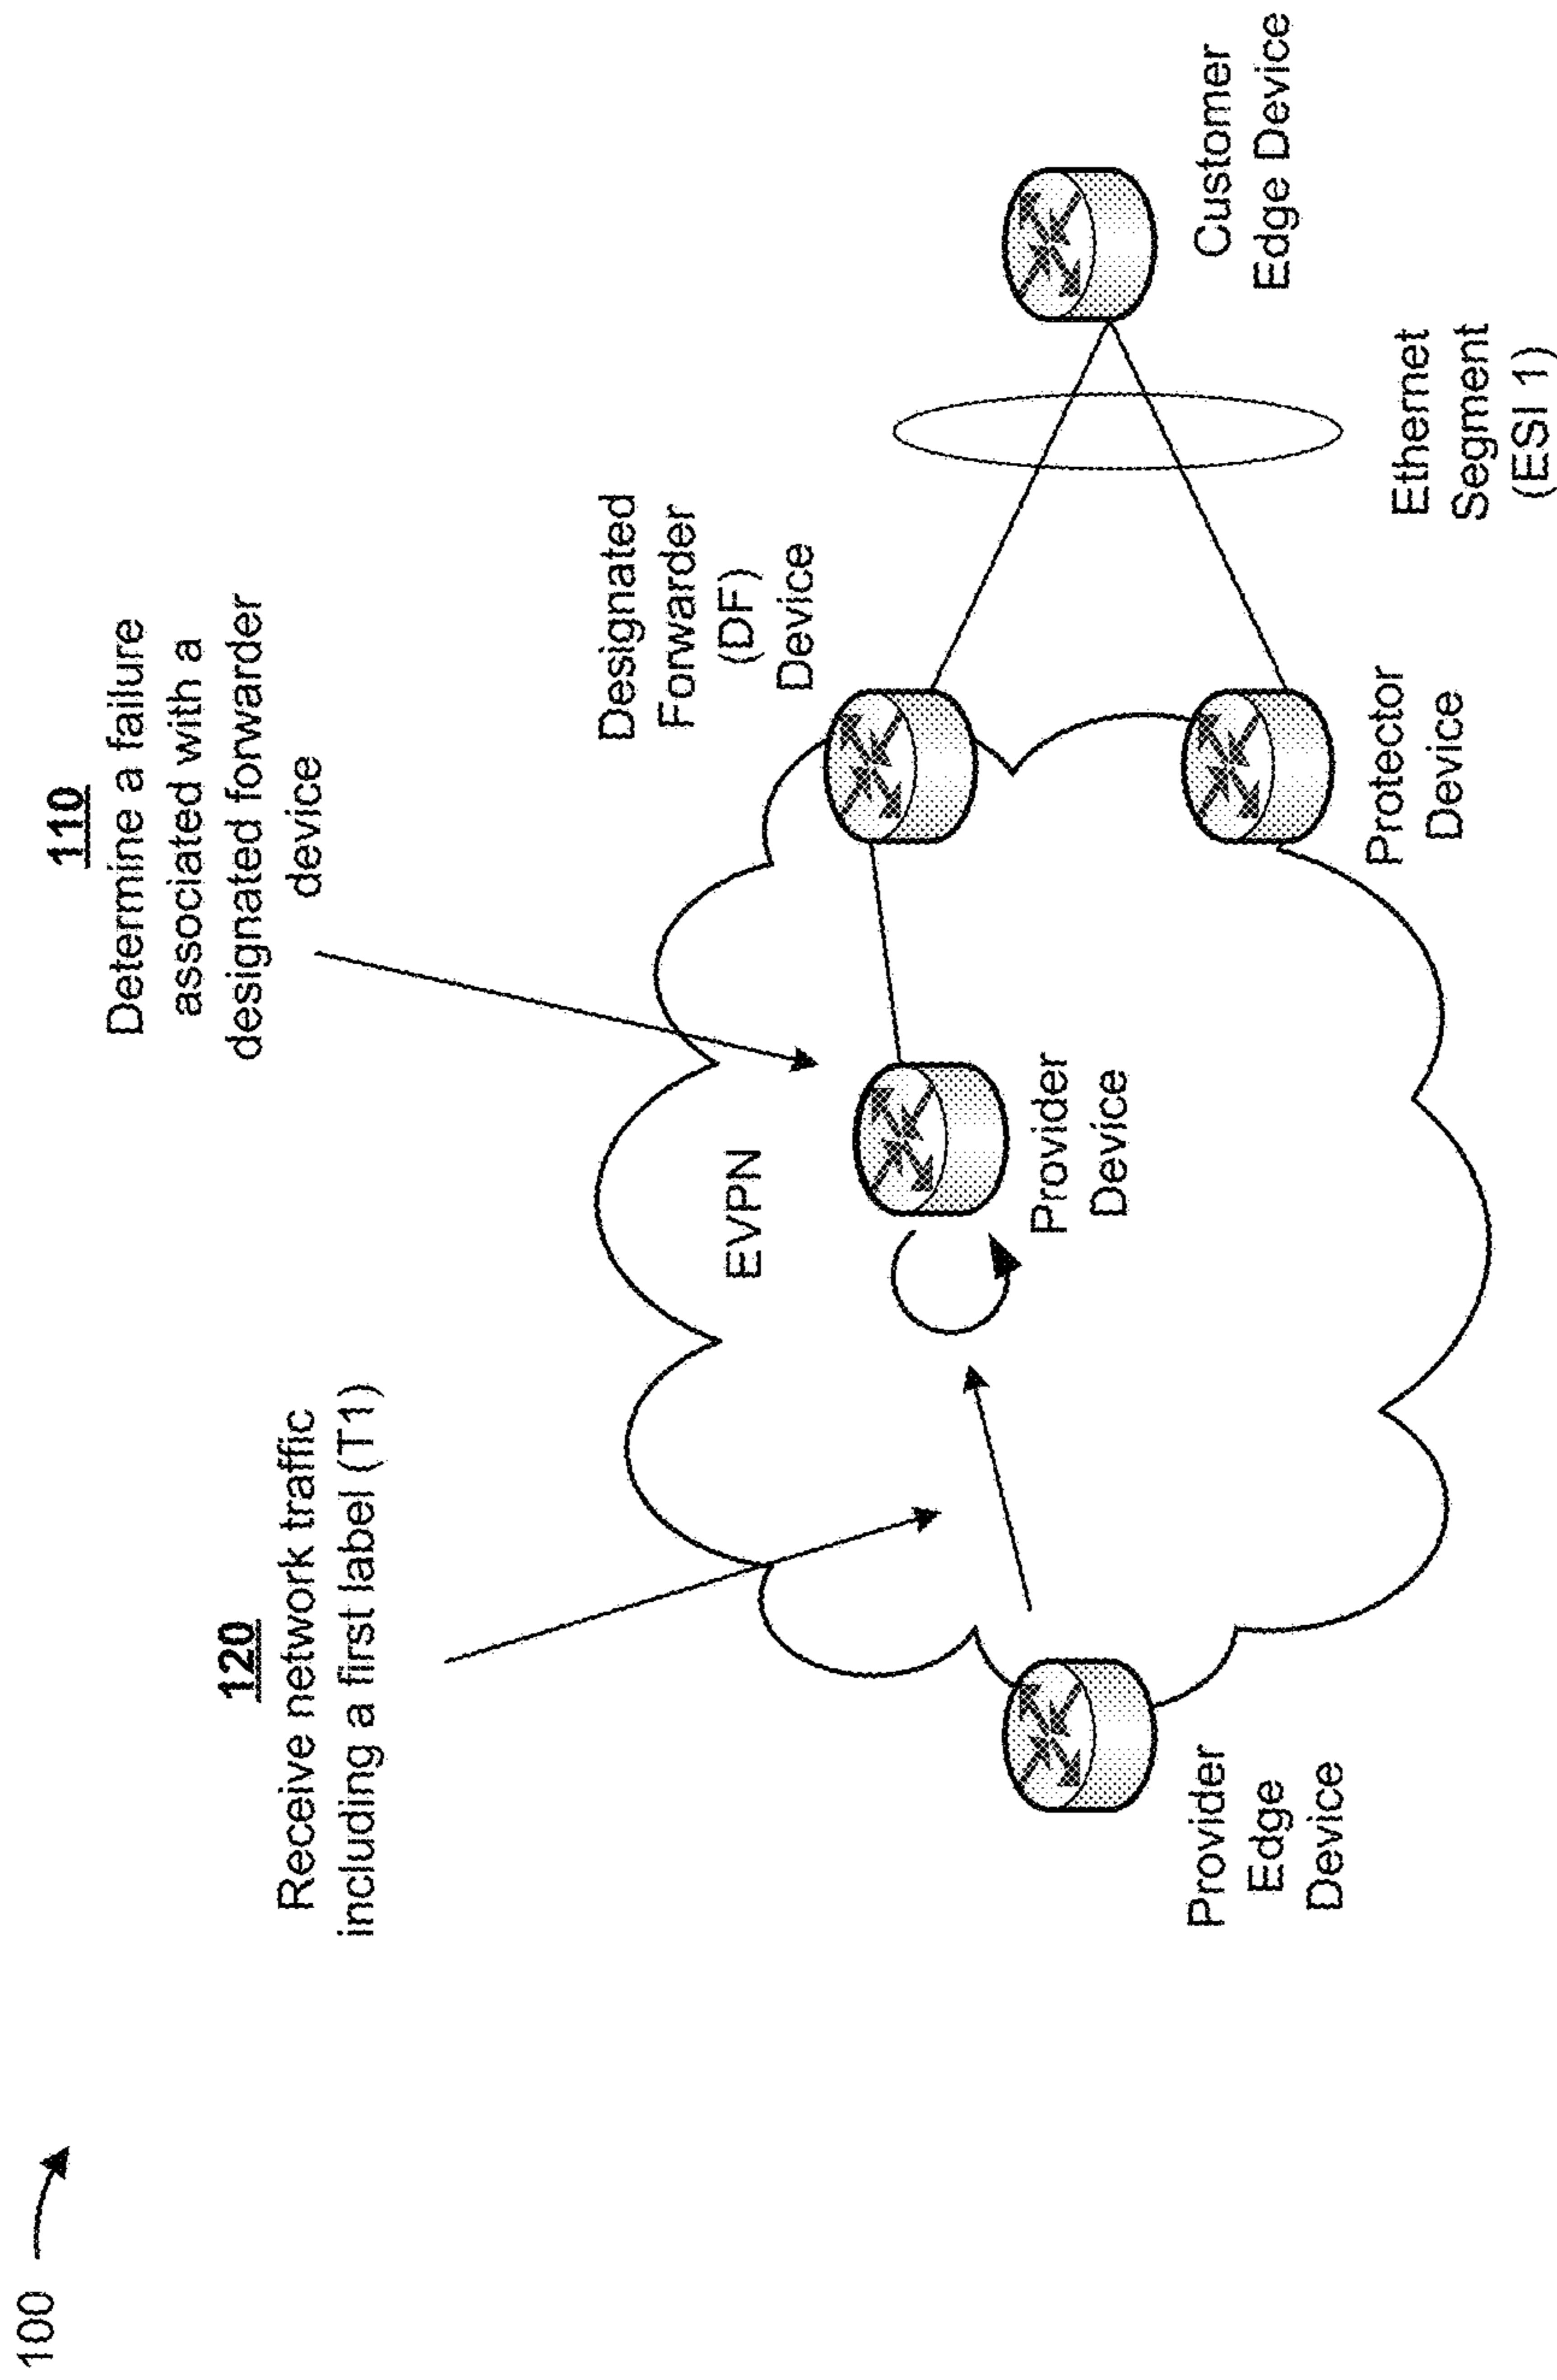 100
110
Determine a failure
associated with a
designated forwarder
device
120
Receive network traffic
including a first label (T1)
EVPN
Designated
Forwarder
(DF)
Device
Provider
Device
Provider
Edge
Device
Protector
Device
Customer
Edge Device
Ethernet
Segment
(ESI 1)